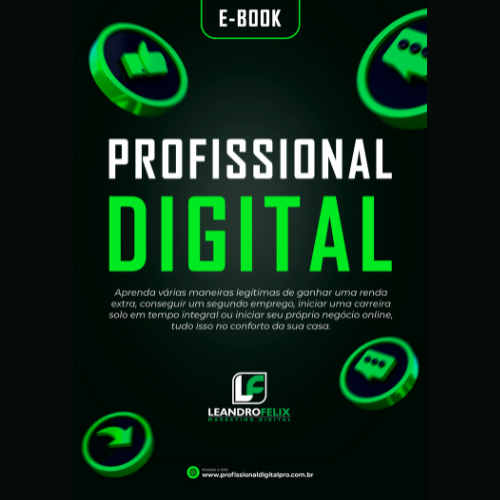 E-BOOK
PROFISSIONAL
DIGITAL
Aprenda várias maneiras legítimas de ganhar uma renda
extra, conseguir um segundo emprego, iniciar uma carreira
solo em tempo integral ou iniciar seu próprio negócio online,
tudo isso no conforto da sua casa.
LF
LEANDROFELIX
MARKETING DIGITAL
Acesse o site:
www.profissionaldigitalpro.com.br